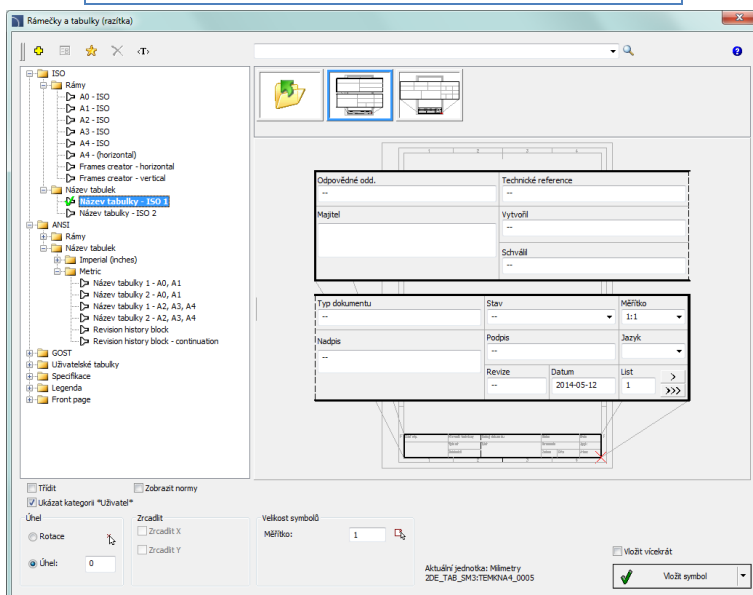 Rámečky a tabulky (razítka)
<T>
ISO
Rámy
A0 - ISO
A1 - ISO
A2 - ISO
A3 - ISO
A4 - ISO
A4 - (horizontal)
Frames creator - horizontal
Frames creator - vertical
Název tabulek
Název tabulky - ISO 1
Název tabulky - ISO 2
ANSI
Rámy
Název tabulek
Imperial (inches)
Metric
Název tabulky 1 - A0, A1
Název tabulky 2 - A0, A1
Název tabulky 1 - A2, A3, A4
Název tabulky 2 - A2, A3, A4
Revision history block
Revision history block - continuation
GOST
Uživatelské tabulky
Specifikace
Legenda
Front page
Odpovědné odd. Technické reference
-- --
Majitel Vytvořil
--
Schválil
--
Typ dokumentu Stav Měřítko
-- -- 1:1
Nadpis Podpis Jazyk
-- --
Revize Datum List
-- 2014-05-12 1 >
>>>
Třídit Zobrazit normy
Ukázat kategorii *Uživatel*
Úhel Zrcadlit Velikost symbolů
Rotace Zrcadlit X Měřítko: 1
Zrcadlit Y Vložit vícekrát
Úhel: 0 Aktuální jednotka: Milimetry
2DE_TAB_SM3:TEMKNA4_0005 Vložit symbol